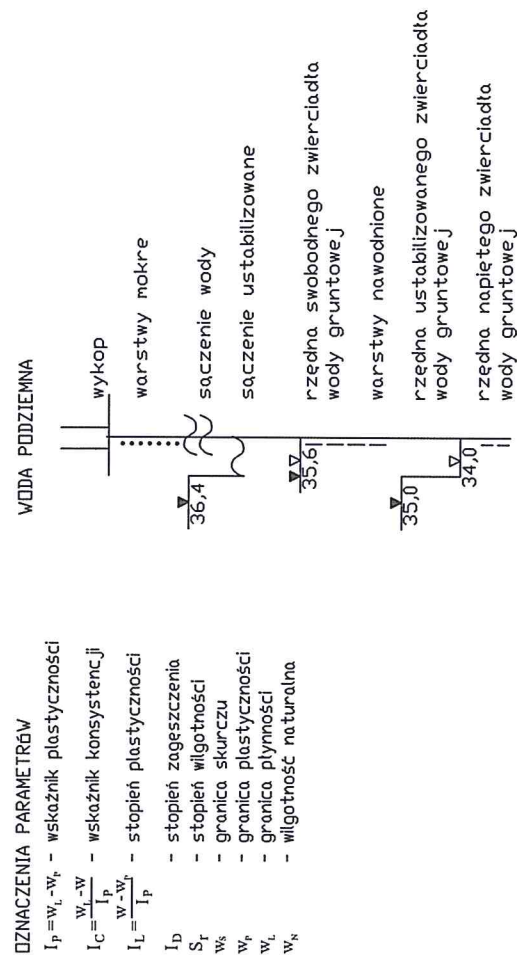 OZNACZENIA PARAMETRÓW
I_P = w_L - w_P - wskaźnik plastyczności
I_C = (w_L - w) / I_P - wskaźnik konsystencji
I_L = (w - w_P) / I_P - stopień plastyczności
I_D - stopień zagęszczenia
S_r - stopień wilgotności
w_S - granica skurczu
w_P - granica plastyczności
w_L - granica płynności
w_N - wilgotność naturalna
WODA PODZIEMNA
wykop
warstwy mokre
sączenie wody
36,4
sączenie ustabilizowane
35,6
rzędna swobodnego zwierciadła
wody gruntowej
warstwy nawodnione
35,0
rzędna ustabilizowanego zwierciadła
wody gruntowej
34,0
rzędna napiętego zwierciadła
wody gruntowej